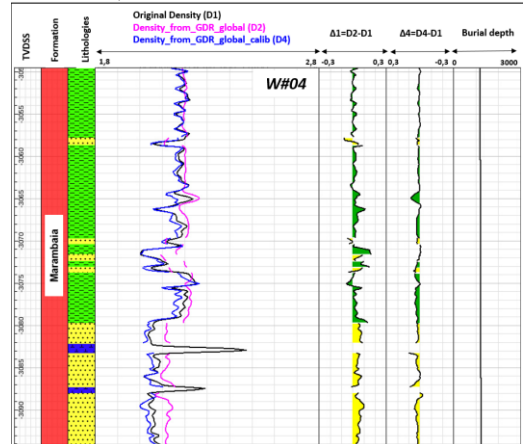 Original Density (D1)
Density_from_GDR_global (D2)
Density_from_GDR_global_calib (D4)
Δ1=D2-D1
Δ4=D4-D1
Burial depth
TVDSS
Formation
Lithologies
1,8
2,8
-0,3
0,3
0,3
-0,3
0
3000
W#04
-305
-3055
-3060
-3065
-3070
-3075
-3080
-3085
-3090
Marambaia